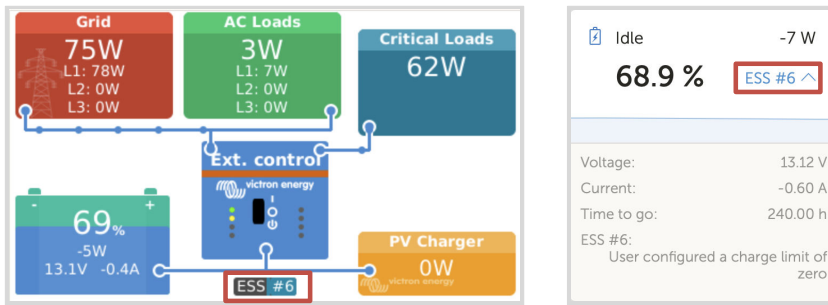 Grid
75W
L1: 78W
L2: 0W
L3: 0W
AC Loads
3W
L1: 7W
L2: 0W
L3: 0W
Critical Loads
62W
Ext. control
victron energy
I
O
- +
69%
-5W
13.1V -0.4A
PV Charger
0W
victron energy
ESS #6
Idle -7 W
68.9 % ESS #6
Voltage: 13.12 V
Current: -0.60 A
Time to go: 240.00 h
ESS #6:
User configured a charge limit of
zero